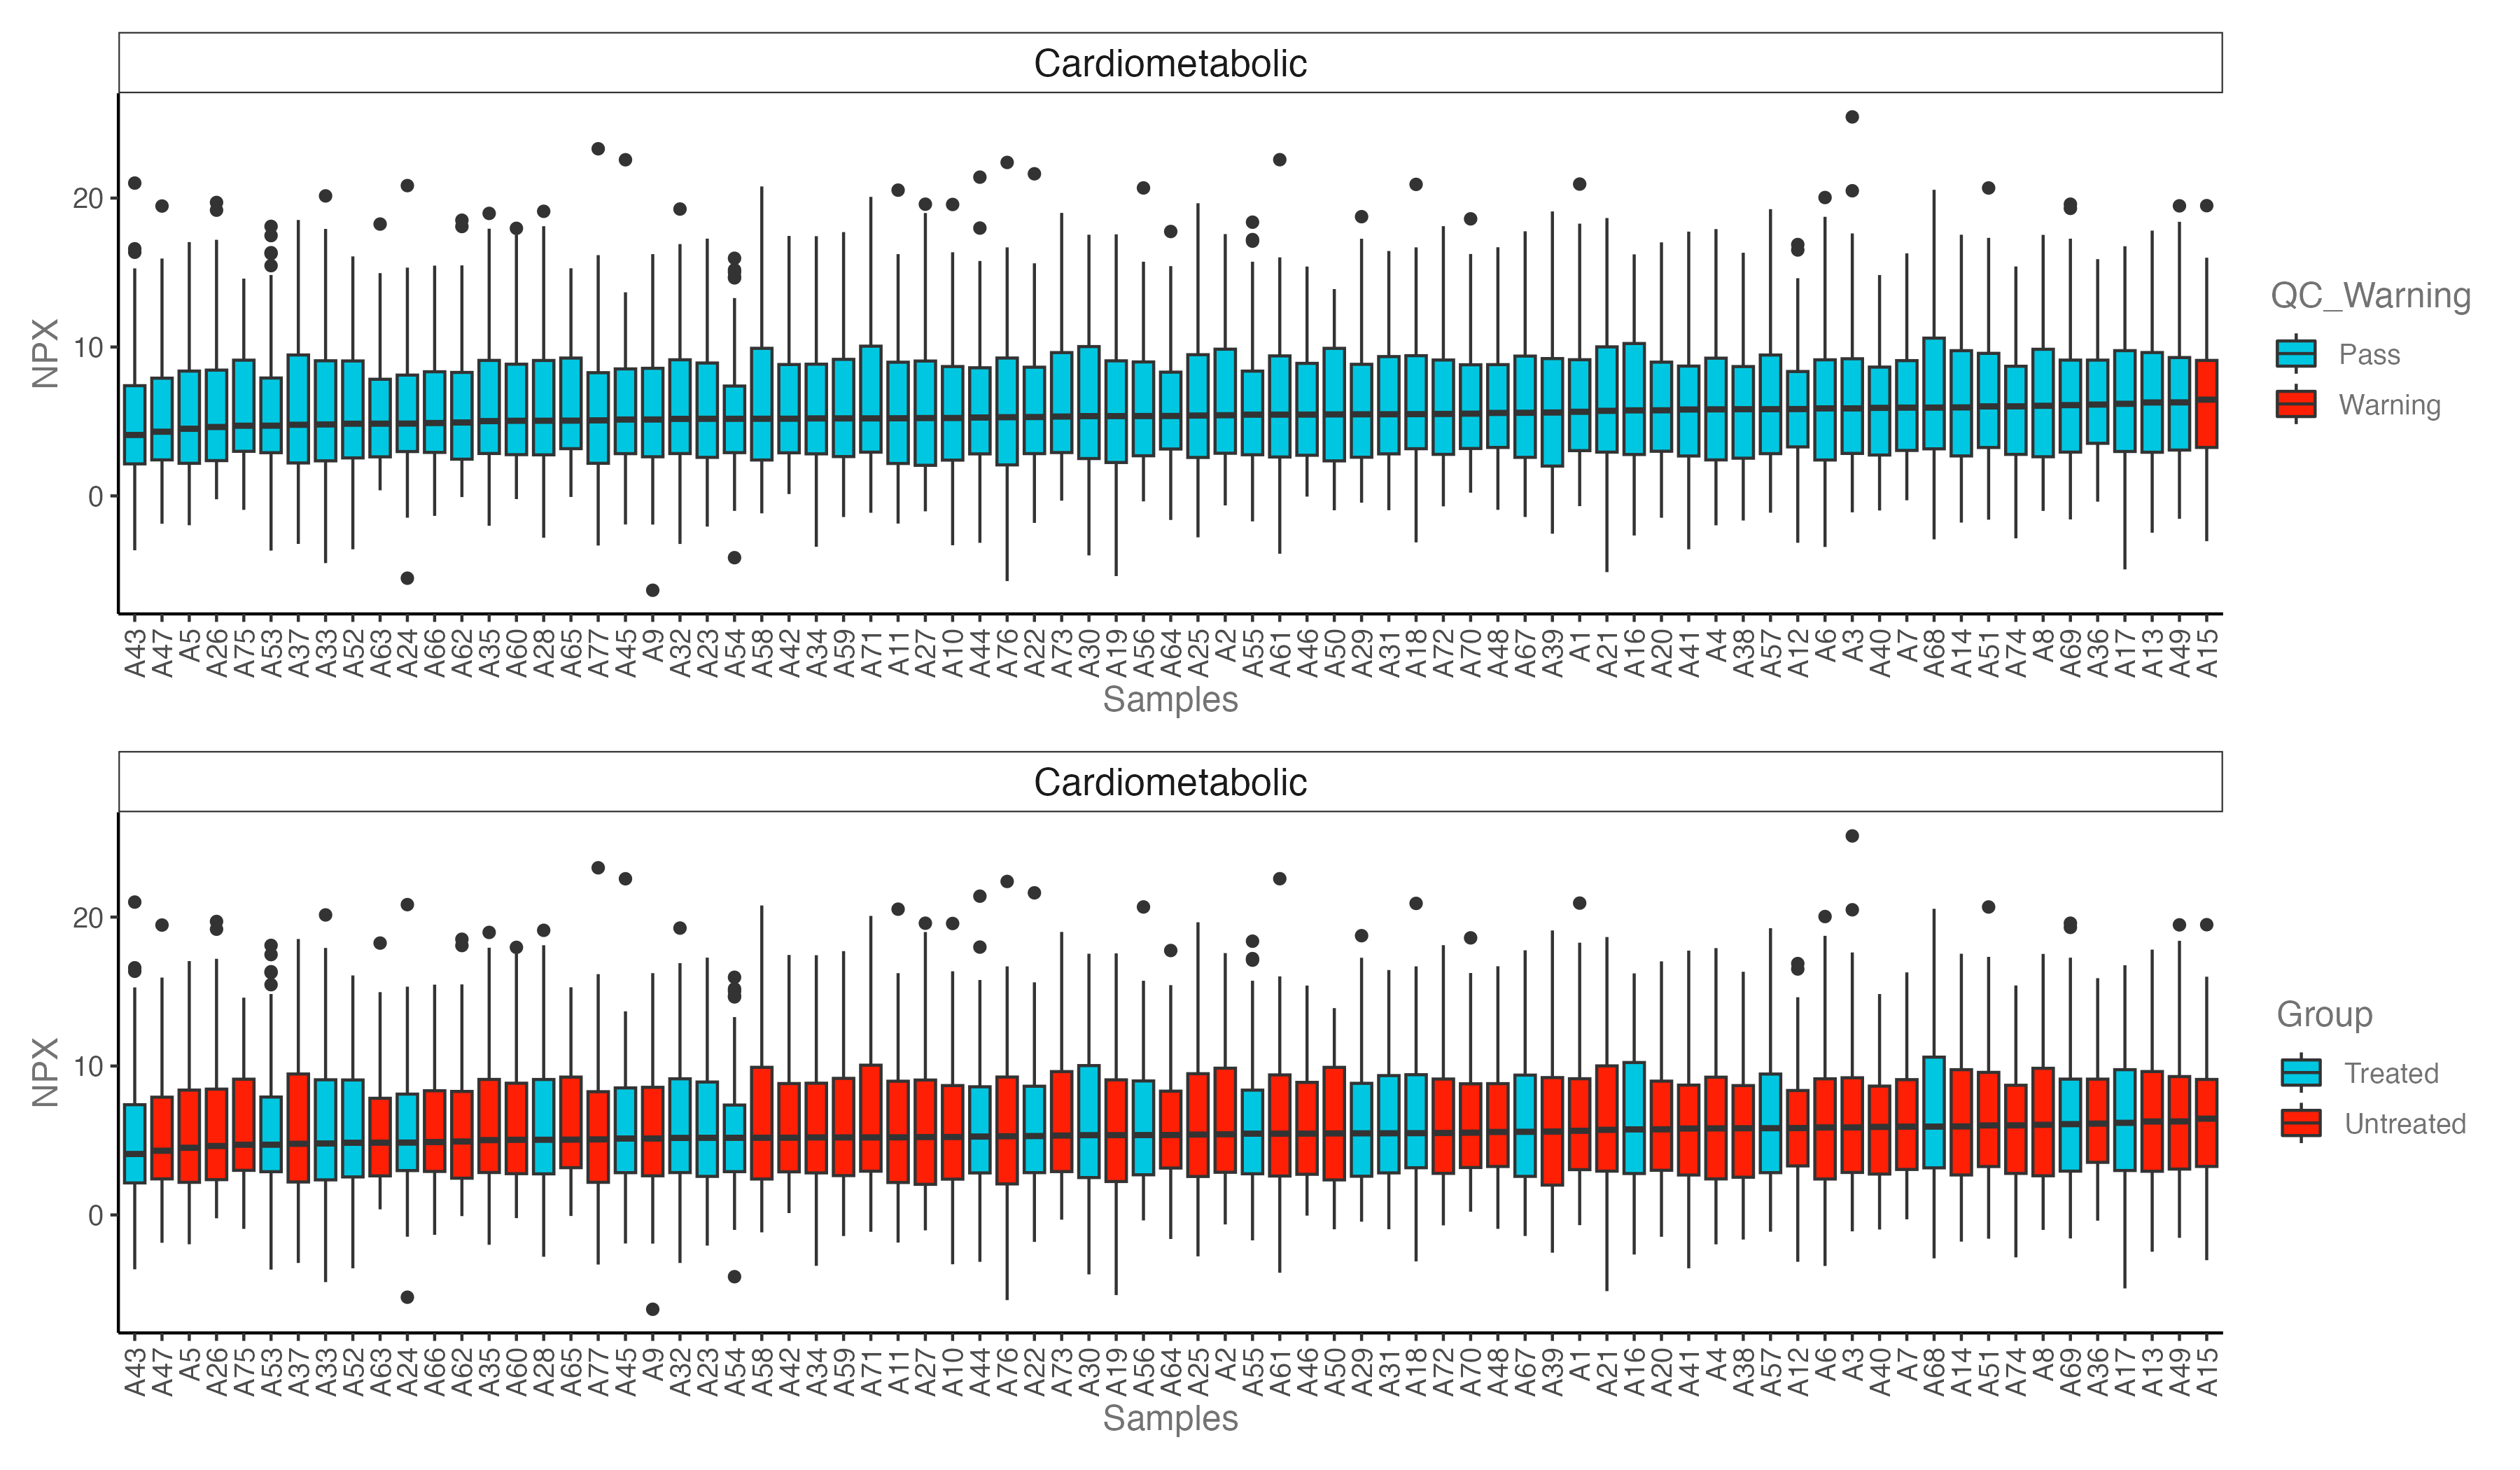 Cardiometabolic
NPX
20
10
0
A43 A47 A5 A26 A75 A53 A37 A33 A52 A63 A24 A66 A62 A35 A60 A28 A65 A77 A45 A9 A32 A23 A54 A58 A42 A34 A59 A71 A11 A27 A10 A44 A76 A22 A73 A30 A19 A56 A64 A25 A2 A55 A61 A46 A50 A29 A31 A18 A72 A70 A48 A67 A39 A1 A21 A16 A20 A41 A4 A38 A57 A12 A6 A3 A40 A7 A68 A14 A51 A74 A8 A69 A36 A17 A13 A49 A15
Samples
QC_Warning
Pass
Warning
Cardiometabolic
NPX
20
10
0
A43 A47 A5 A26 A75 A53 A37 A33 A52 A63 A24 A66 A62 A35 A60 A28 A65 A77 A45 A9 A32 A23 A54 A58 A42 A34 A59 A71 A11 A27 A10 A44 A76 A22 A73 A30 A19 A56 A64 A25 A2 A55 A61 A46 A50 A29 A31 A18 A72 A70 A48 A67 A39 A1 A21 A16 A20 A41 A4 A38 A57 A12 A6 A3 A40 A7 A68 A14 A51 A74 A8 A69 A36 A17 A13 A49 A15
Samples
Group
Treated
Untreated